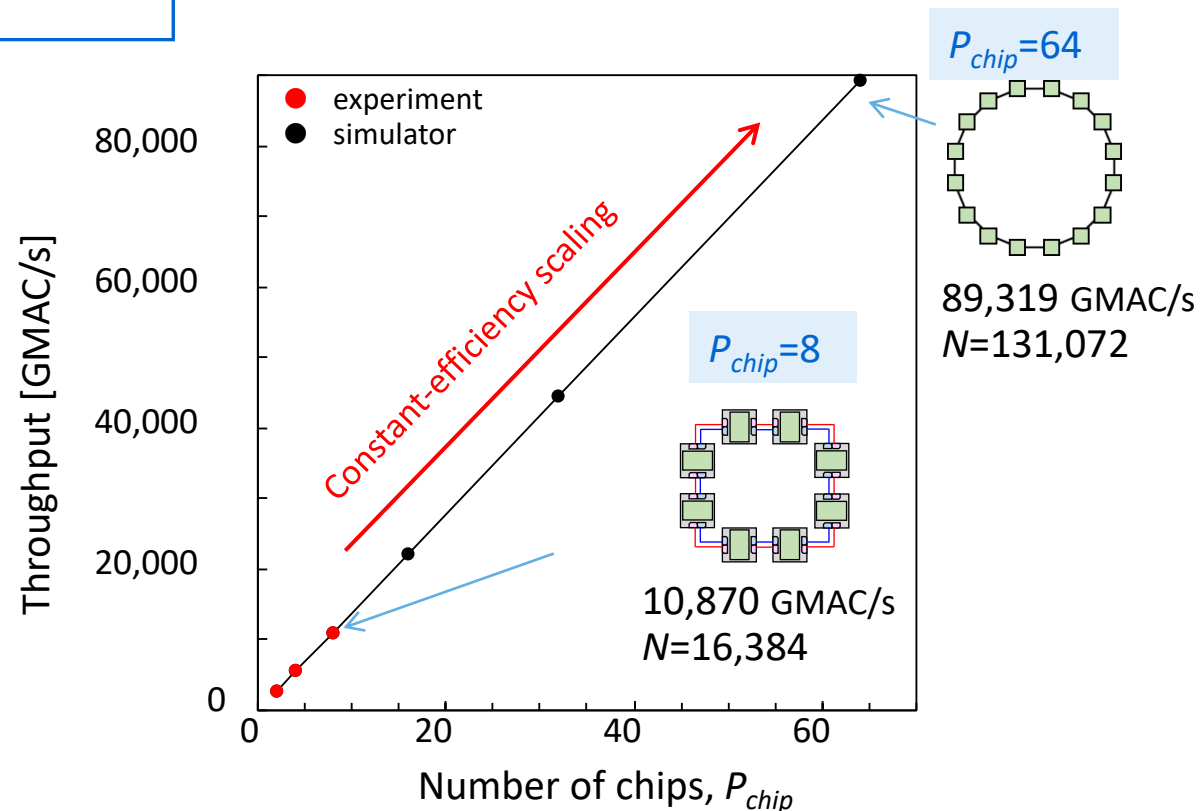 P_chip=64
experiment
simulator
80,000
60,000
40,000
20,000
0
Throughput [GMAC/s]
Constant-efficiency scaling
89,319 GMAC/s
N=131,072
P_chip=8
10,870 GMAC/s
N=16,384
0
20
40
60
Number of chips, P_chip